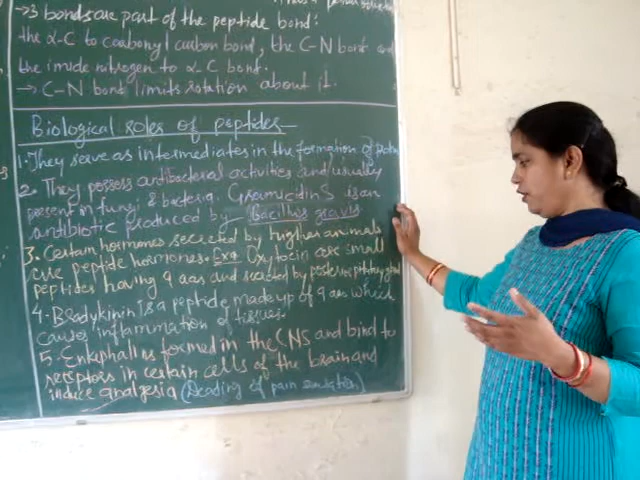 → 3 bonds are part of the peptide bond:
the α-C to carbonyl carbon bond, the C-N bond and
the imide nitrogen to α-C bond.
→ C-N bond limits rotation about it.
Biological roles of peptides
1. They serve as intermediates in the formation of
2. They possess antibacterial activities and usually
present in fungi & bacteria. Gramicidin S is an
antibiotic produced by Bacillus
3. Certain hormones secreted by higher animals
are peptide hormones. Oxytocin are small
peptides having 9 aas and secreted by posterior pituitary gland
4. Bradykinin is a peptide made up of 9 aas which
causes inflammation of tissues.
5. Enkephalin is formed in the CNS and bind to
receptors in certain cells of the brain and
induce analgesia (Deading of pain sensation)